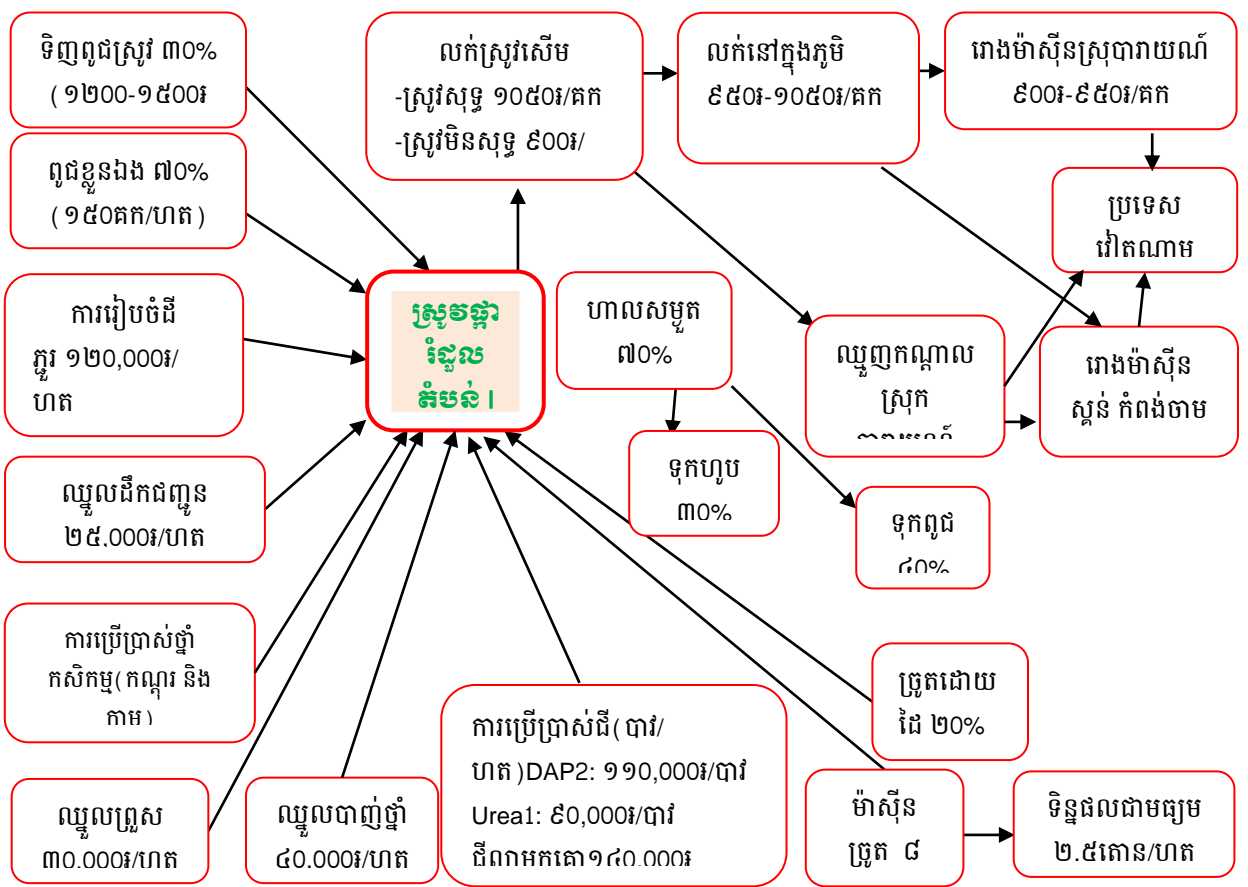 ទិញពូជស្រូវ ៣០%
(១២០០-១៥០០៛
ពូជខ្លួនឯង ៧០%
(១៥០គក/ហត)
ការរៀបចំដី
ភ្ជួរ ១២០,០០០៛/
ហត
ឈ្នួលដឹកជញ្ជូន
២៥.០០០៛/ហត
ការប្រើប្រាស់ថ្នាំ
កសិកម្ម(កណ្តុរ និង
កាម)
ឈ្នួលព្រួស
៣០.០០០៛/ហត
ឈ្នួលបាញ់ថ្នាំ
៤០.០០០៛/ហត
ការប្រើប្រាស់ជី(បាវ/
ហត)DAP2: ១១០,០០០៛/បាវ
Urea1: ៩០,០០០៛/បាវ
ជីលាមកគោ១៤០.០០០៛
ម៉ាស៊ីន
ច្រូត ៨
ទិន្នផលជាមធ្យម
២.៥តោន/ហត
ច្រូតដោយ
ដៃ ២០%
ស្រូវផ្កា
រំដួល
តំបន់ I
លក់ស្រូវសើម
-ស្រូវសុទ្ធ ១០៥០៛/គក
-ស្រូវមិនសុទ្ធ ៩០០៛/
លក់នៅក្នុងភូមិ
៩៥០៛-១០៥០៛/គក
រោងម៉ាស៊ីនស្រុបារាយណ៍
៩០០៛-៩៥០៛/គក
ប្រទេស
វៀតណាម
ហាលសម្ងួត
៧០%
ទុកហូប
៣០%
ទុកពូជ
៤០%
ឈ្មួញកណ្តាល
ស្រុក
រោងម៉ាស៊ីន
ស្គន់ កំពង់ចាម